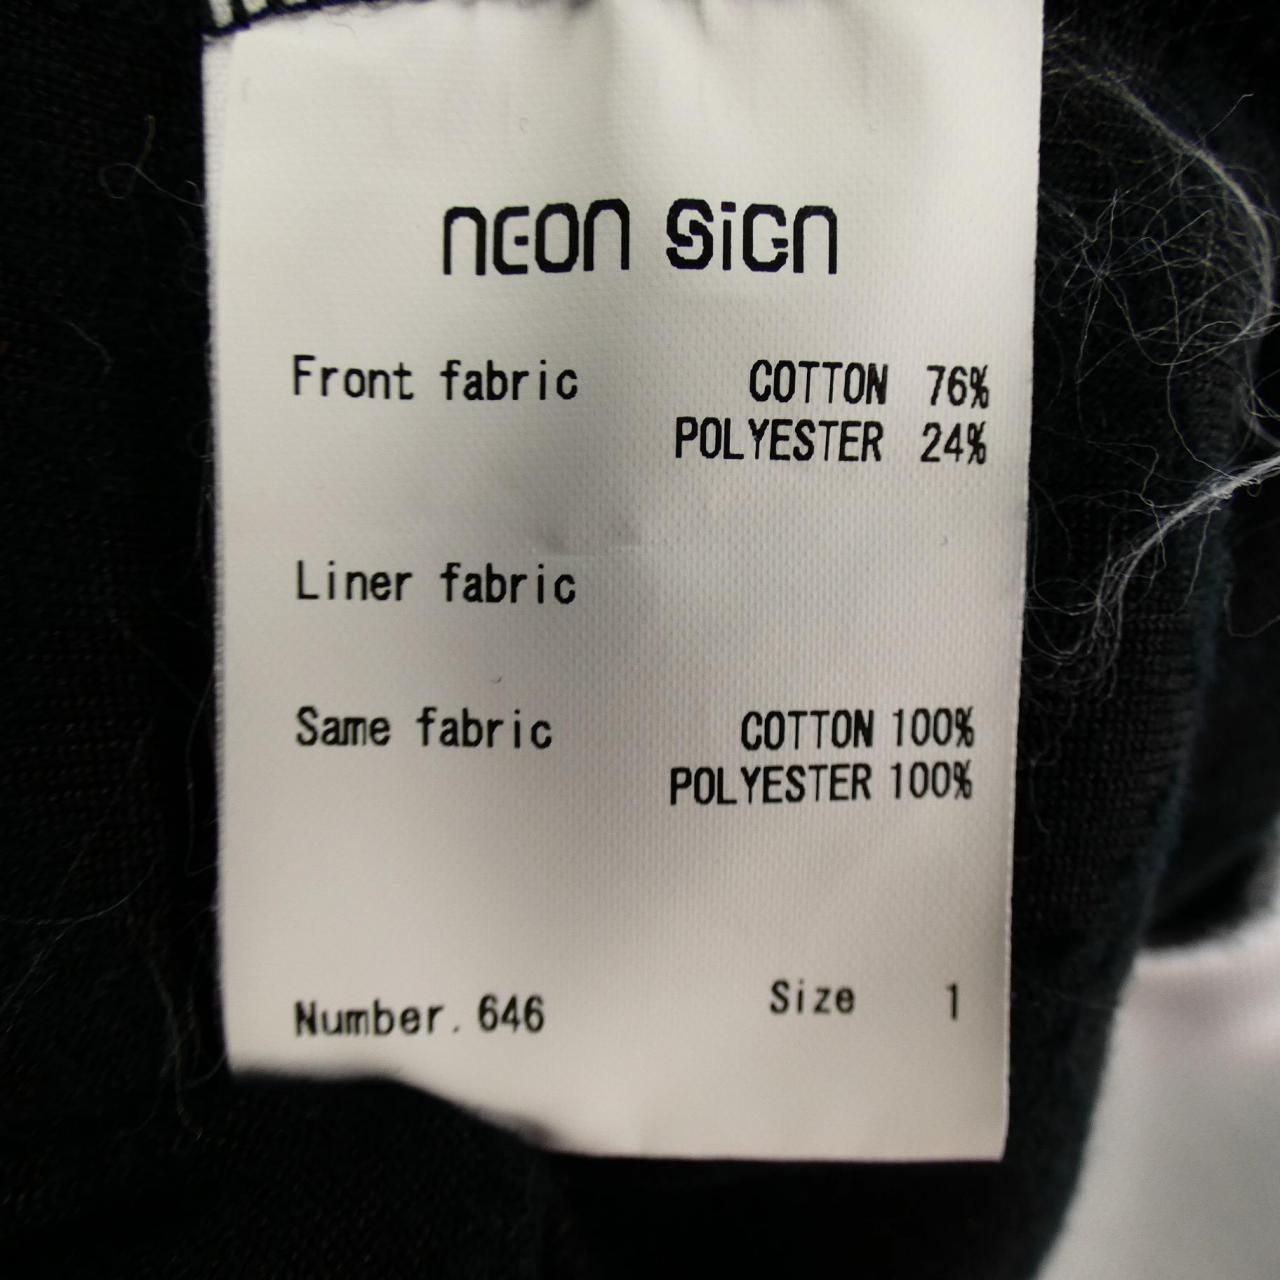 NEON SiGN
Front fabric COTTON 76%
POLYESTER 24%
Liner fabric
Same fabric COTTON 100%
POLYESTER 100%
Number. 646 Size 1